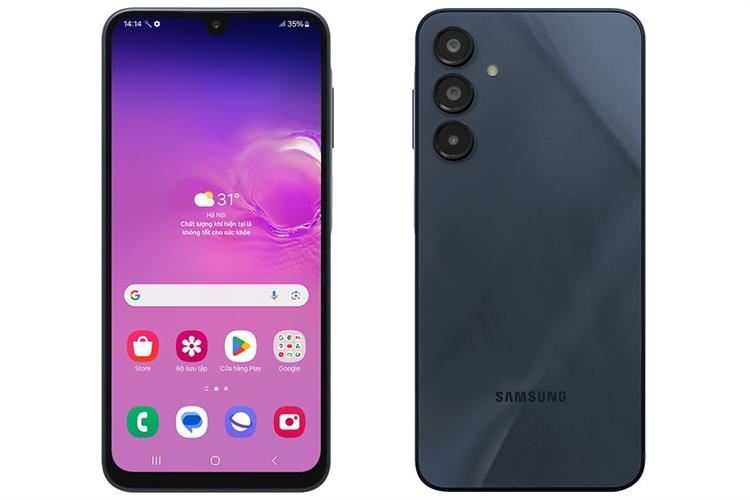 14:14
35%
31°
Hà Nội
Chất lượng khí hiện tại là
không tốt cho sức khỏe
Store
Bộ sưu tập
Cửa hàng Play
Google
SAMSUNG